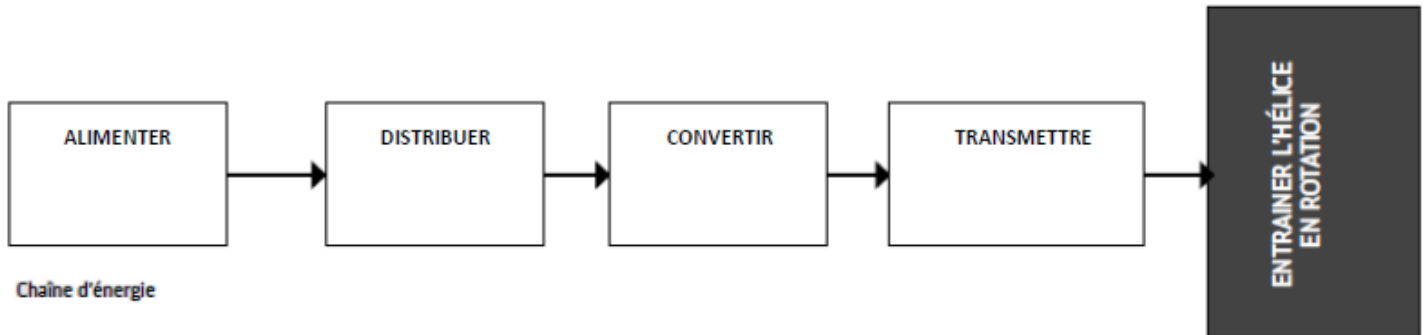 ALIMENTER
DISTRIBUER
CONVERTIR
TRANSMETTRE
ENTRAINER L'HÉLICE
EN ROTATION
Chaîne d'énergie